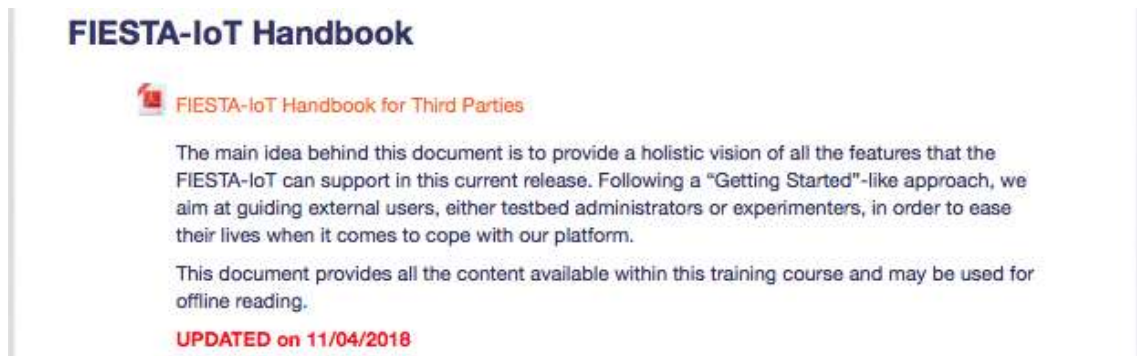 FIESTA-IoT Handbook
FIESTA-IoT Handbook for Third Parties
The main idea behind this document is to provide a holistic vision of all the features that the
FIESTA-IoT can support in this current release. Following a “Getting Started”-like approach, we
aim at guiding external users, either testbed administrators or experimenters, in order to ease
their lives when it comes to cope with our platform.
This document provides all the content available within this training course and may be used for
offline reading.
UPDATED on 11/04/2018